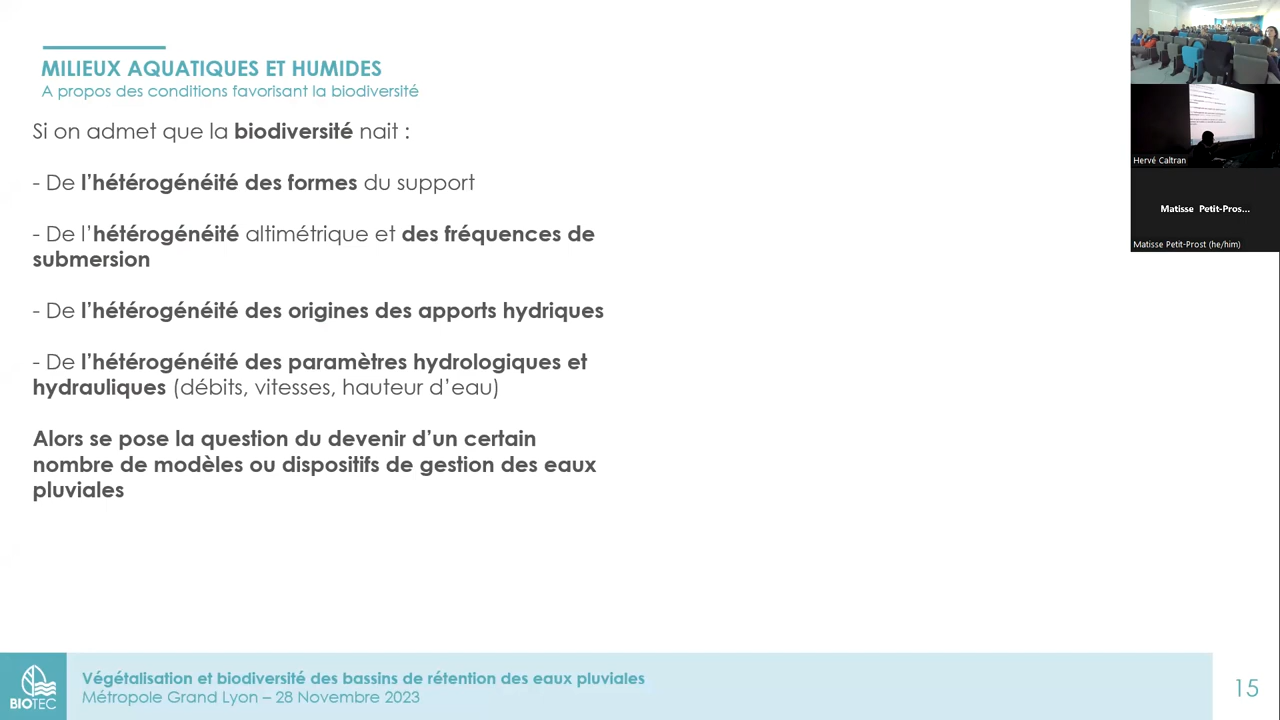 MILIEUX AQUATIQUES ET HUMIDES
A propos des conditions favorisant la biodiversité
Si on admet que la biodiversité nait :
- De l’hétérogénéité des formes du support
- De l’hétérogénéité altimétrique et des fréquences de
submersion
- De l’hétérogénéité des origines des apports hydriques
- De l’hétérogénéité des paramètres hydrologiques et
hydrauliques (débits, vitesses, hauteur d’eau)
Alors se pose la question du devenir d’un certain
nombre de modèles ou dispositifs de gestion des eaux
pluviales
Hervé Caltran
Matisse Petit-Pros...
Matisse Petit-Prost (he/him)
BIOTEC
Végétalisation et biodiversité des bassins de rétention des eaux pluviales
Métropole Grand Lyon – 28 Novembre 2023
15